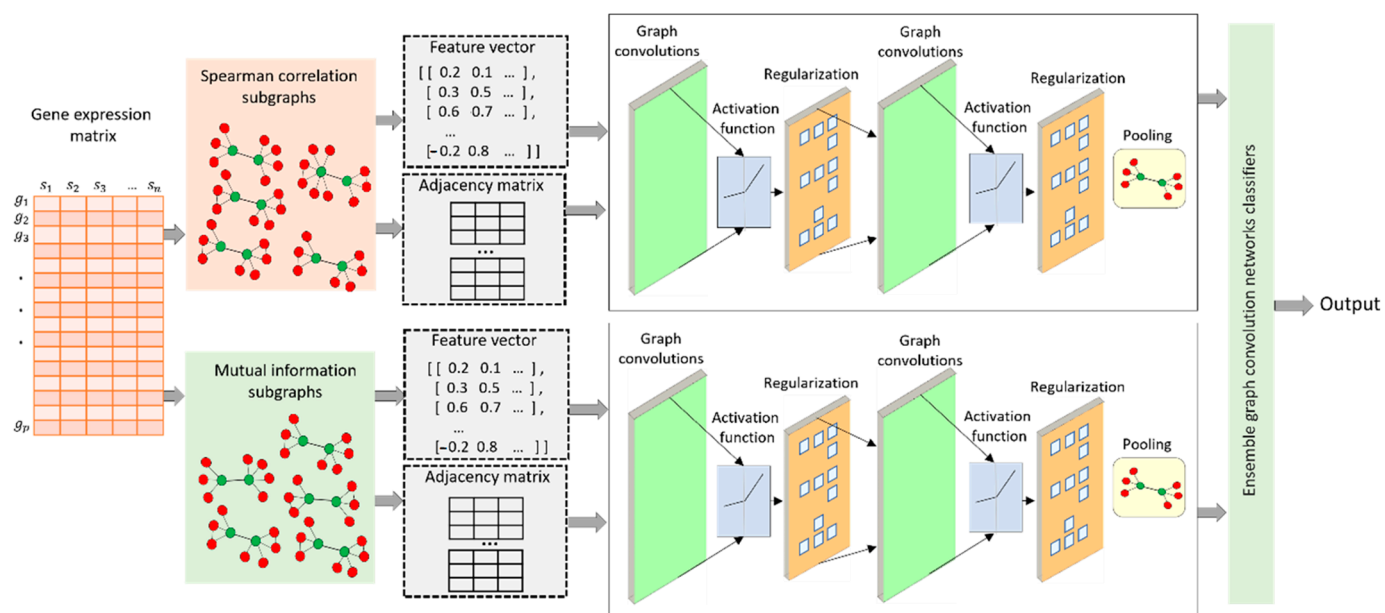 Gene expression
matrix
s1 s2 s3 ... sn
g1
g2
g3
.
.
.
gp
Spearman correlation
subgraphs
Feature vector
[[ 0.2 0.1 ... ],
[ 0.3 0.5 ... ],
[ 0.6 0.7 ... ],
...
[-0.2 0.8 ... ]]
Adjacency matrix
...
Graph
convolutions
Activation
function
Regularization
Graph
convolutions
Activation
function
Regularization
Pooling
Mutual information
subgraphs
Feature vector
[[ 0.2 0.1 ... ],
[ 0.3 0.5 ... ],
[ 0.6 0.7 ... ],
...
[-0.2 0.8 ... ]]
Adjacency matrix
...
Graph
convolutions
Activation
function
Regularization
Graph
convolutions
Activation
function
Regularization
Pooling
Ensemble graph convolution networks classifiers
Output